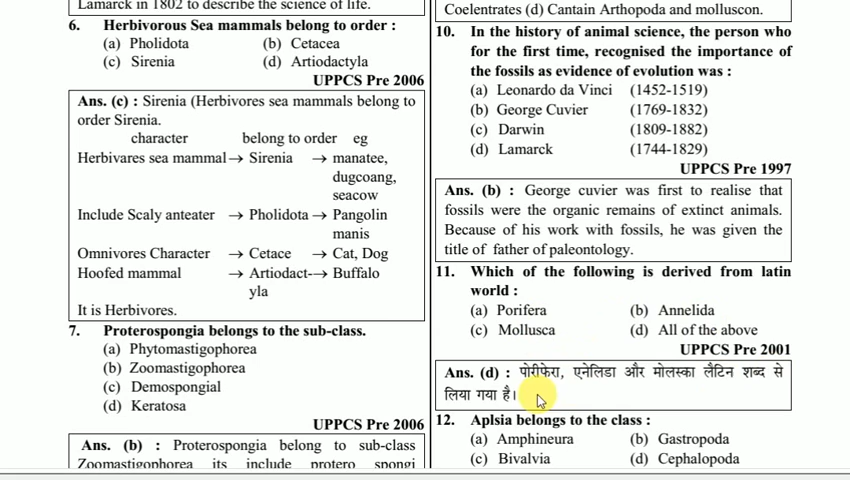 Lamarck in 1802 to describe the science of life.
6. Herbivorous Sea mammals belong to order :
(a) Pholidota (b) Cetacea
(c) Sirenia (d) Artiodactyla
UPPCS Pre 2006
Ans. (c) : Sirenia (Herbivores sea mammals belong to
order Sirenia.
character belong to order eg
Herbivares sea mammal→ Sirenia → manatee,
dugcoang,
seacow
Include Scaly anteater → Pholidota → Pangolin
manis
Omnivores Character → Cetace → Cat, Dog
Hoofed mammal → Artiodact-→ Buffalo
yla
It is Herbivores.
7. Proterospongia belongs to the sub-class.
(a) Phytomastigophorea
(b) Zoomastigophorea
(c) Demospongial
(d) Keratosa
UPPCS Pre 2006
Ans. (b) : Proterospongia belong to sub-class
Zoomastigophorea its include protero spongi
Coelentrates (d) Cantain Arthopoda and molluscon.
10. In the history of animal science, the person who
for the first time, recognised the importance of
the fossils as evidence of evolution was :
(a) Leonardo da Vinci (1452-1519)
(b) George Cuvier (1769-1832)
(c) Darwin (1809-1882)
(d) Lamarck (1744-1829)
UPPCS Pre 1997
Ans. (b) : George cuvier was first to realise that
fossils were the organic remains of extinct animals.
Because of his work with fossils, he was given the
title of father of paleontology.
11. Which of the following is derived from latin
world :
(a) Porifera (b) Annelida
(c) Mollusca (d) All of the above
UPPCS Pre 2001
Ans. (d) : पोरीफेरा, एनेलिडा और मोलस्का लैटिन शब्द से
लिया गया है।
12. Aplsia belongs to the class :
(a) Amphineura (b) Gastropoda
(c) Bivalvia (d) Cephalopoda